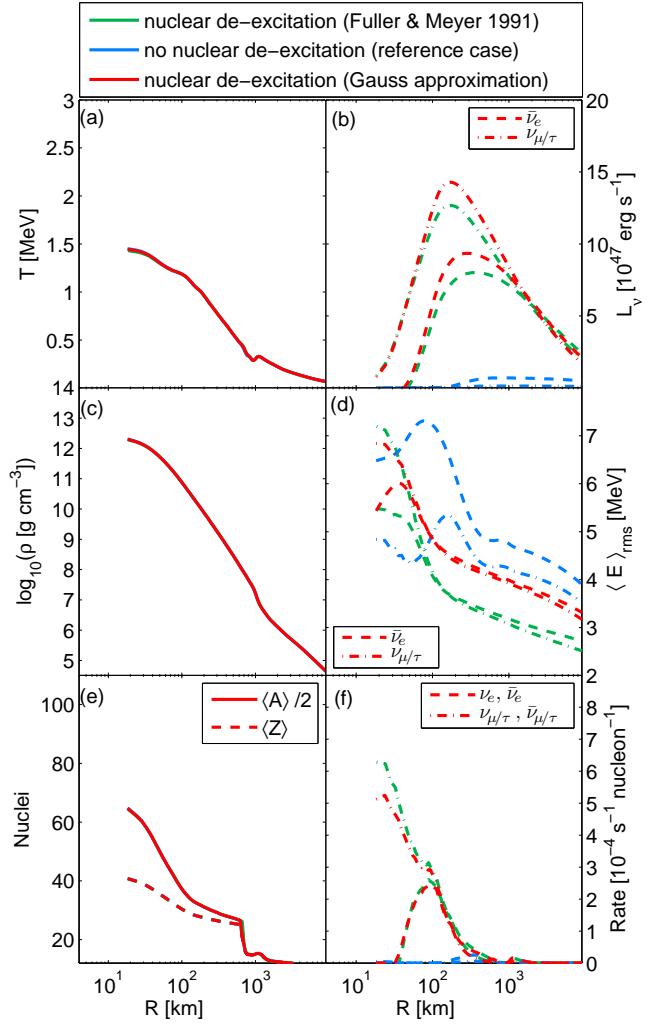 nuclear de−excitation (Fuller & Meyer 1991)
no nuclear de−excitation (reference case)
nuclear de−excitation (Gauss approximation)
(a)
3
2.5
2
1.5
1
0.5
T [MeV]
(b)
ν̄e
νμ/τ
20
15
10
5
Lν [10^47 erg s^−1]
(c)
14
13
12
11
10
9
8
7
6
5
log10(ρ [g cm^−3])
(d)
ν̄e
νμ/τ
7
6
5
4
3
2
⟨ E ⟩rms [MeV]
(e)
⟨A⟩ /2
⟨Z⟩
100
80
60
40
20
Nuclei
10^1
10^2
10^3
R [km]
(f)
νe, ν̄e
νμ/τ , ν̄μ/τ
8
7
6
5
4
3
2
1
0
Rate [10^−4 s^−1 nucleon^−1]
10^1
10^2
10^3
R [km]